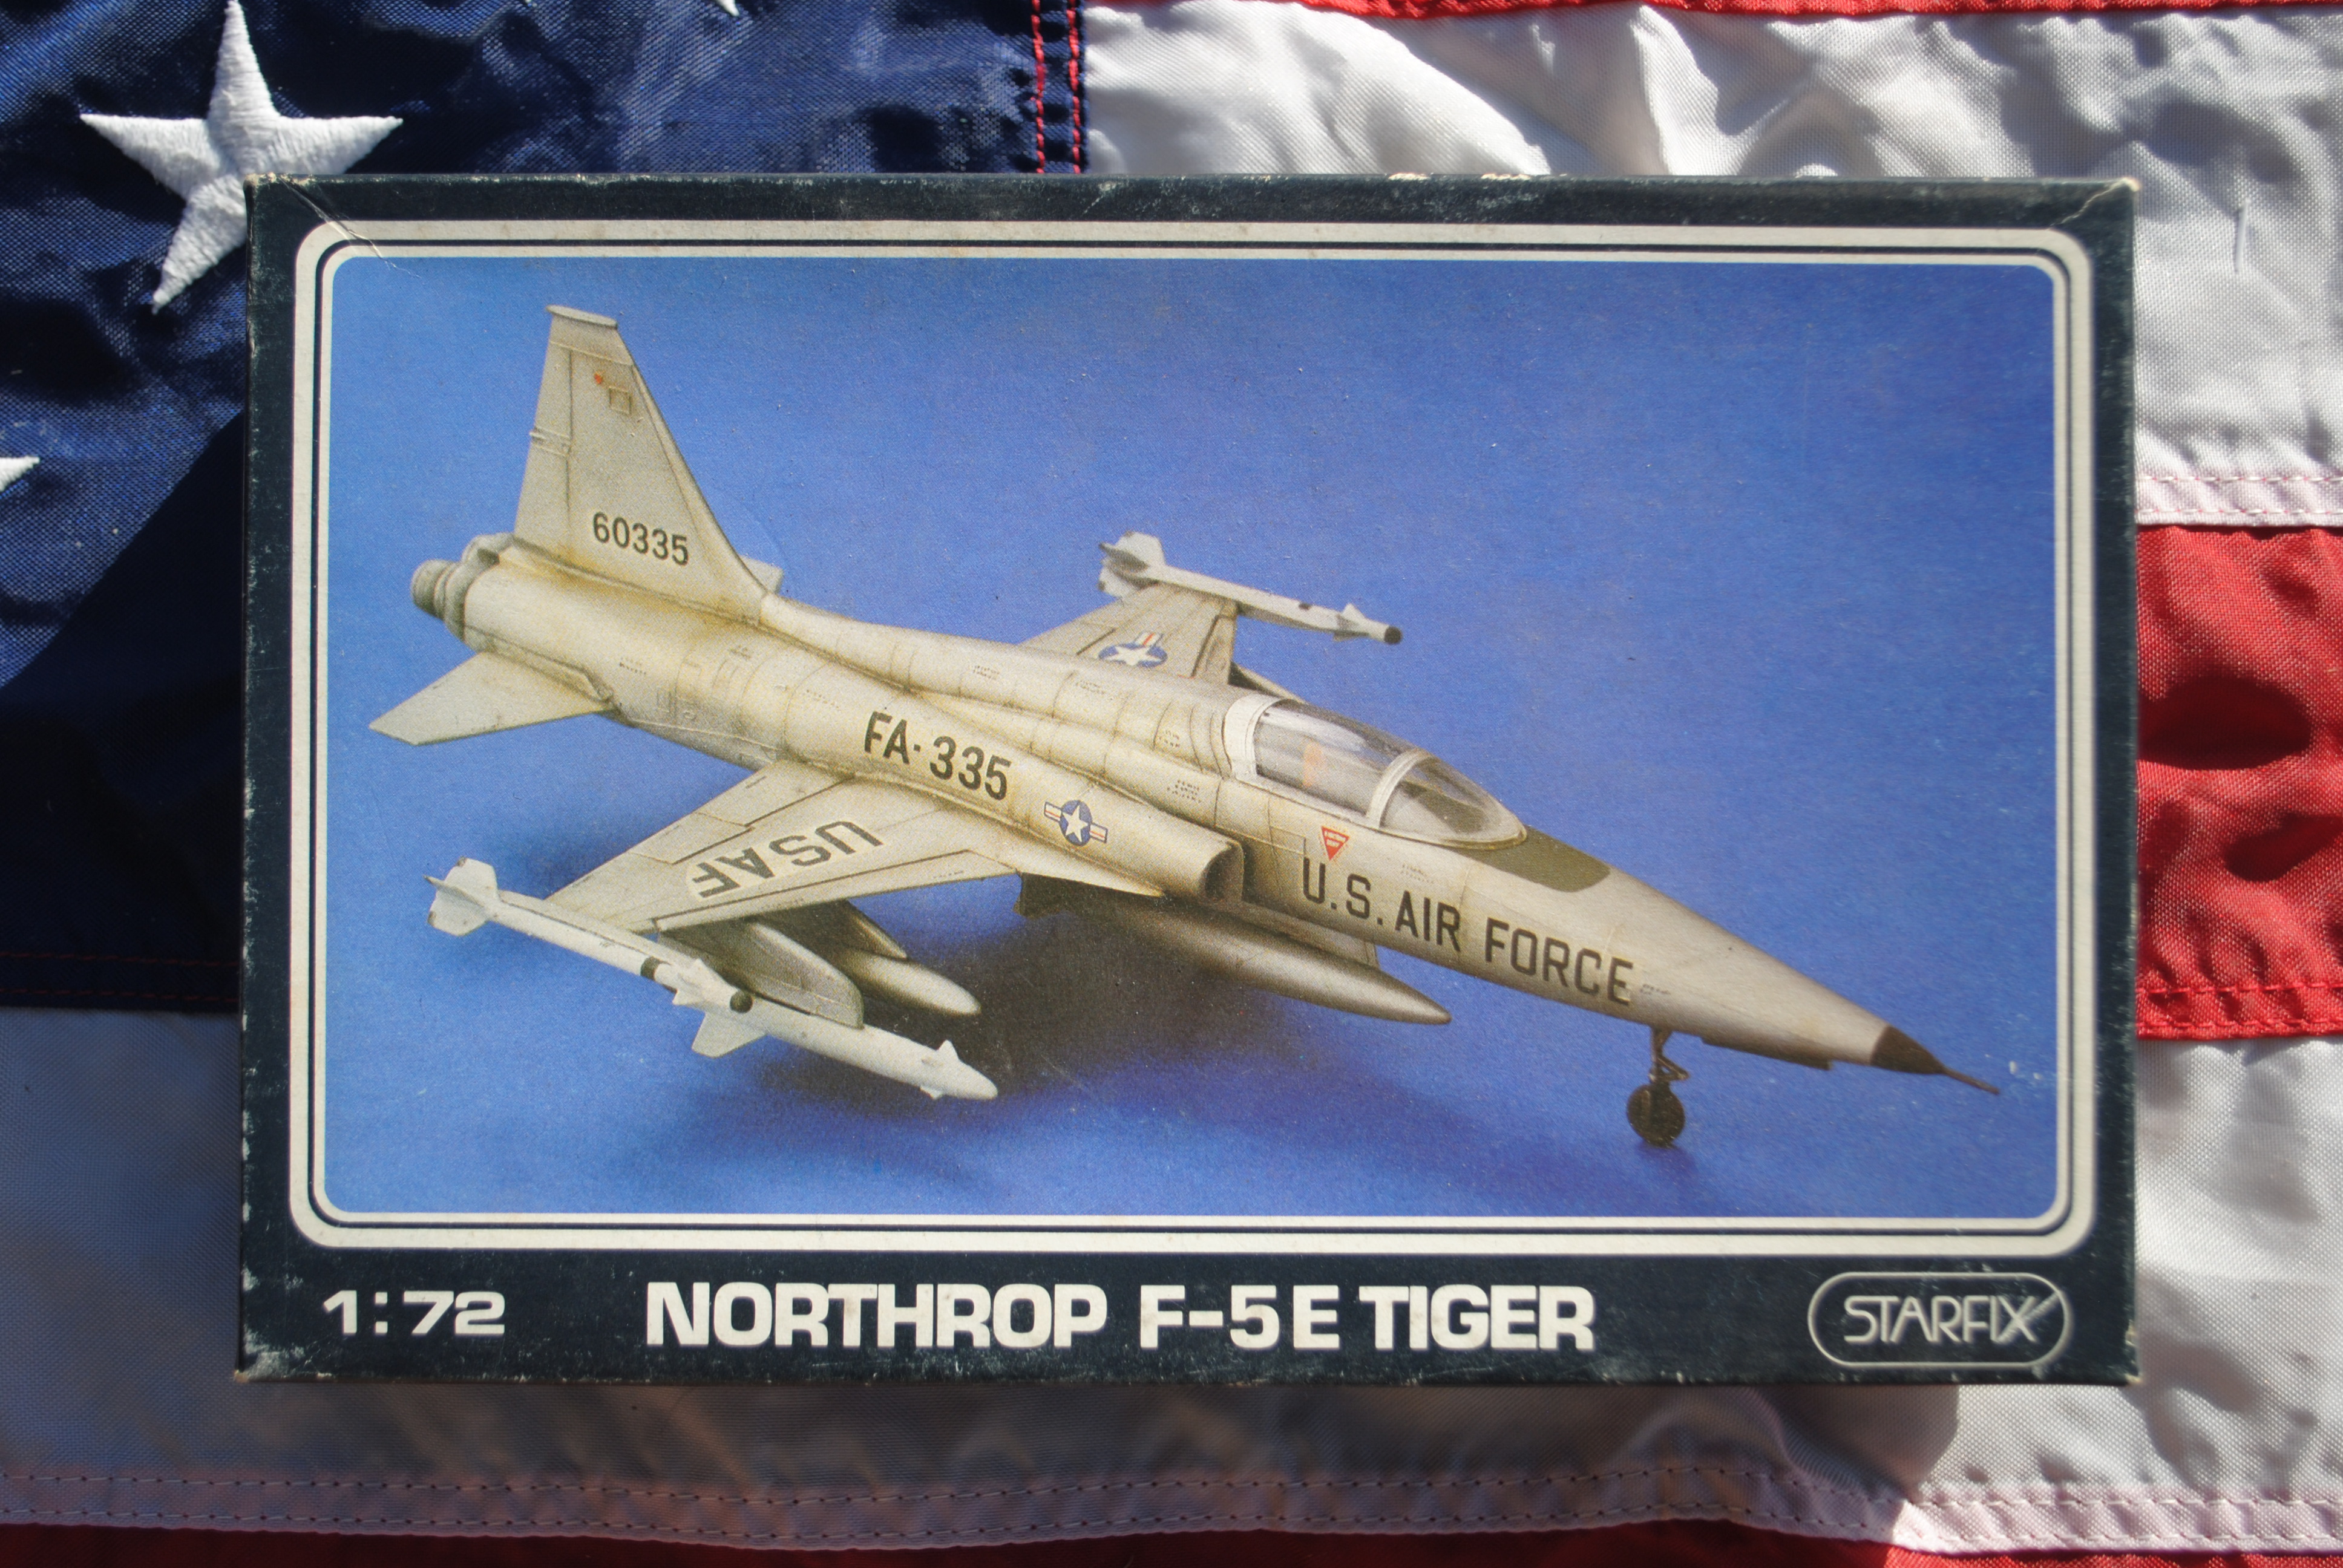 60335
FA-335
USAF
U.S. AIR FORCE
1:72 NORTHROP F-5E TIGER STARFIX